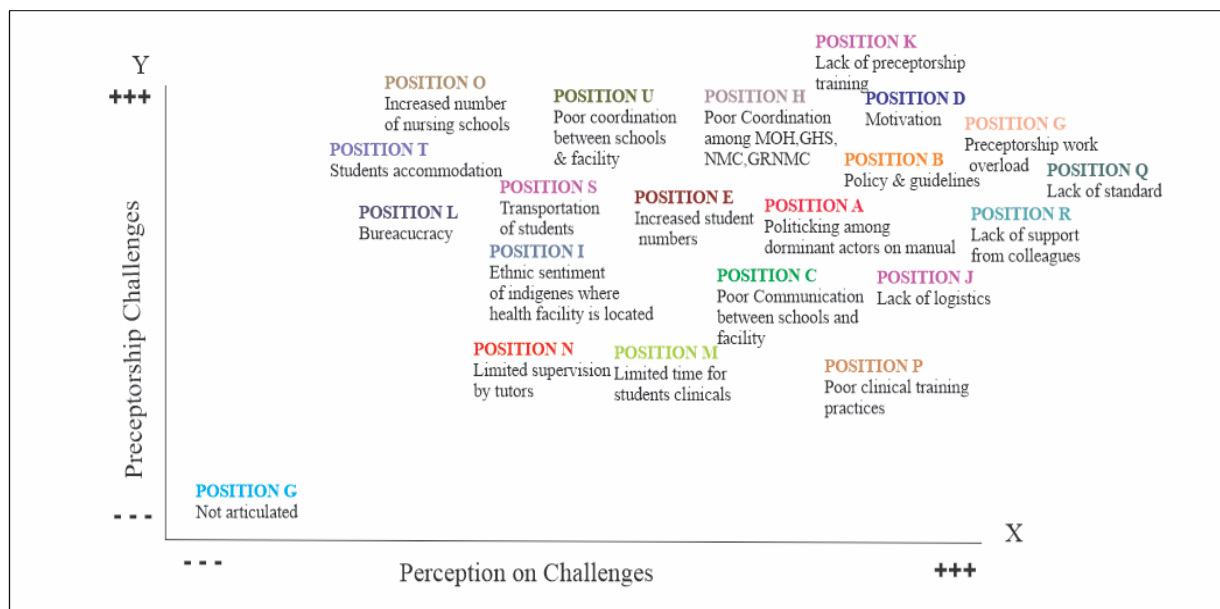 Y
+++
Preceptorship Challenges
- - -
POSITION K
Lack of preceptorship
training
POSITION O
Increased number
of nursing schools
POSITION U
Poor coordination
between schools
& facility
POSITION H
Poor Coordination
among MOH,GHS,
NMC,GRNMC
POSITION D
Motivation
POSITION G
Preceptorship work
overload
POSITION T
Students accommodation
POSITION B
Policy & guidelines
POSITION Q
Lack of standard
POSITION S
Transportation
of students
POSITION E
Increased student
numbers
POSITION A
Politicking among
dorminant actors on manual
POSITION L
Bureacucracy
POSITION R
Lack of support
from colleagues
POSITION I
Ethnic sentiment
of indigenes where
health facility is located
POSITION C
Poor Communication
between schools and
facility
POSITION J
Lack of logistics
POSITION N
Limited supervision
by tutors
POSITION M
Limited time for
students clinicals
POSITION P
Poor clinical training
practices
POSITION G
Not articulated
X
- - -
Perception on Challenges
+++